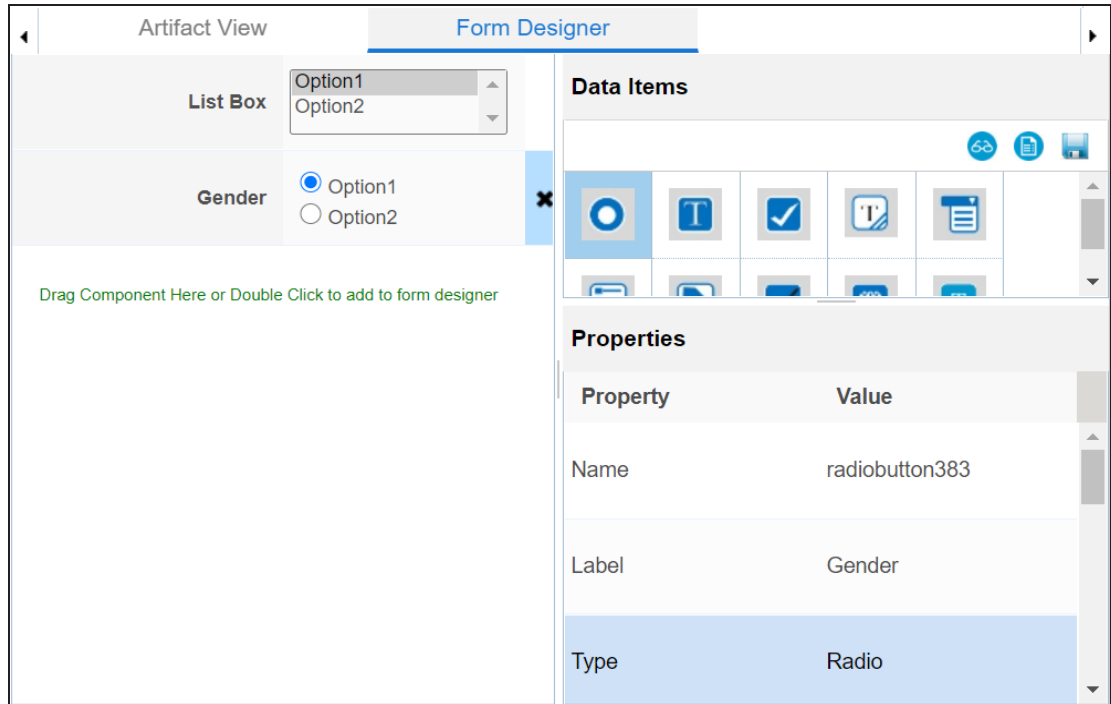 Artifact View
Form Designer
List Box
Option1
Option2
Gender
Option1
Option2
Drag Component Here or Double Click to add to form designer
Data Items
T
T
Properties
Property Value
Name radiobutton383
Label Gender
Type Radio